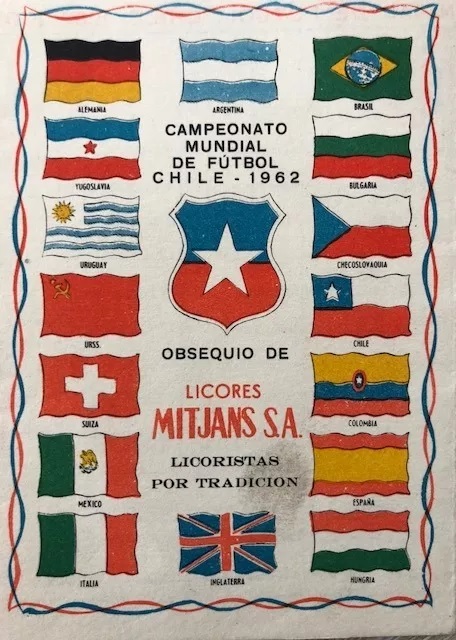 ALEMANIA
ARGENTINA
BRASIL
CAMPEONATO
MUNDIAL
DE FÚTBOL
CHILE - 1962
YUGOSLAVIA
BULGARIA
URUGUAY
CHECOSLOVAQUIA
URSS.
CHILE
OBSEQUIO DE
LICORES
MITJANS S.A.
LICORISTAS
POR TRADICION
SUIZA
COLOMBIA
MEXICO
ESPAÑA
ITALIA
INGLATERRA
HUNGRIA